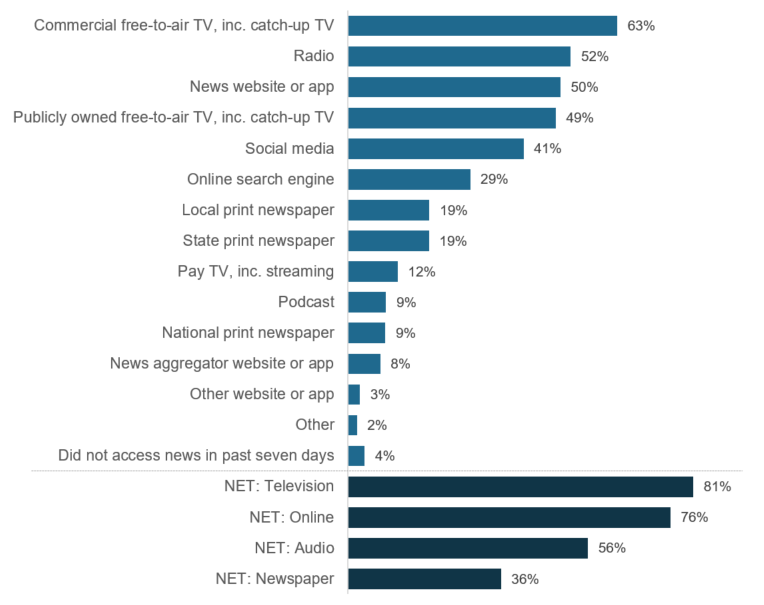 Commercial free-to-air TV, inc. catch-up TV 63%
Radio 52%
News website or app 50%
Publicly owned free-to-air TV, inc. catch-up TV 49%
Social media 41%
Online search engine 29%
Local print newspaper 19%
State print newspaper 19%
Pay TV, inc. streaming 12%
Podcast 9%
National print newspaper 9%
News aggregator website or app 8%
Other website or app 3%
Other 2%
Did not access news in past seven days 4%
NET: Television 81%
NET: Online 76%
NET: Audio 56%
NET: Newspaper 36%